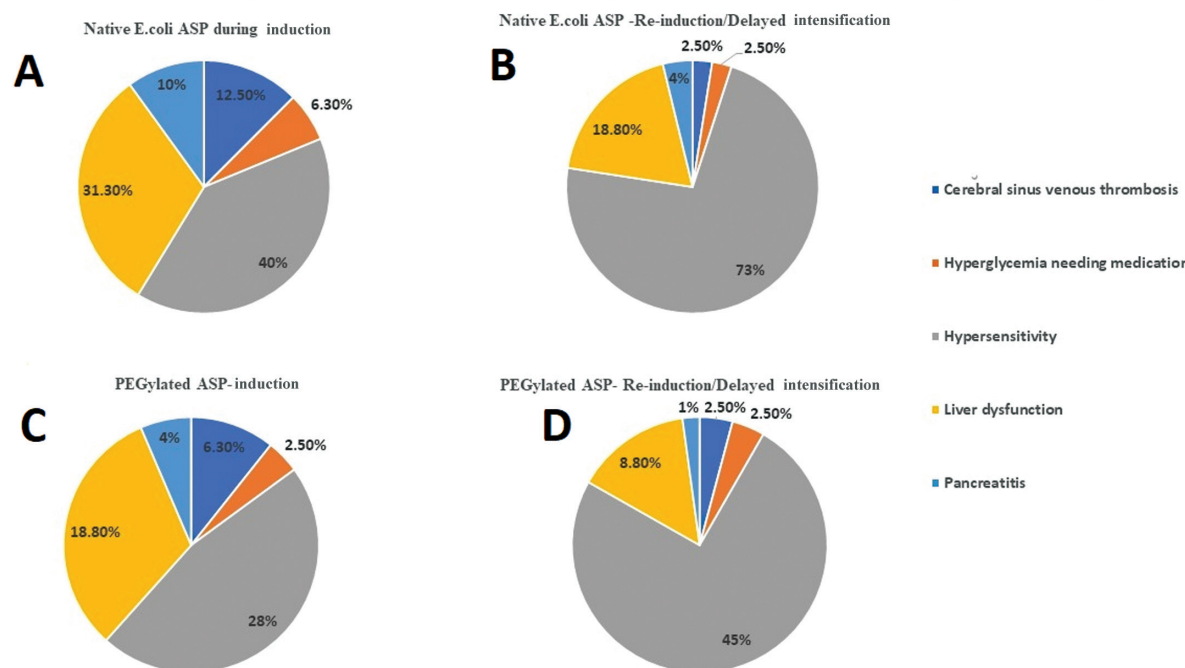 Native E.coli ASP during induction
A
10%
12.50%
6.30%
31.30%
40%
Native E.coli ASP -Re-induction/Delayed intensification
B
2.50%
2.50%
4%
18.80%
73%
PEGylated ASP-induction
C
4%
6.30%
2.50%
18.80%
28%
PEGylated ASP- Re-induction/Delayed intensification
D
1%
2.50%
2.50%
8.80%
45%
Cerebral sinus venous thrombosis
Hyperglycemia needing medication
Hypersensitivity
Liver dysfunction
Pancreatitis